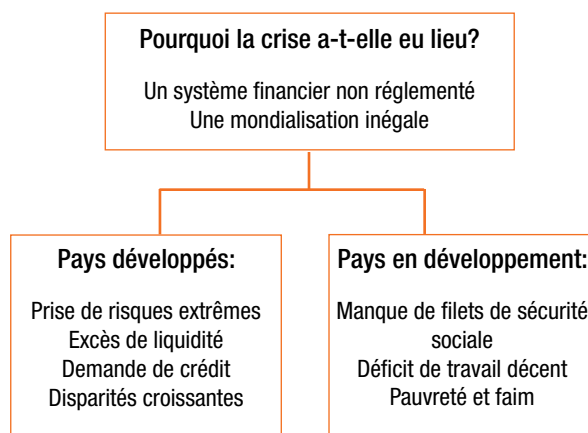 Pourquoi la crise a-t-elle eu lieu?
Un système financier non réglementé
Une mondialisation inégale
Pays développés:
Prise de risques extrêmes
Excès de liquidité
Demande de crédit
Disparités croissantes
Pays en développement:
Manque de filets de sécurité
sociale
Déficit de travail décent
Pauvreté et faim